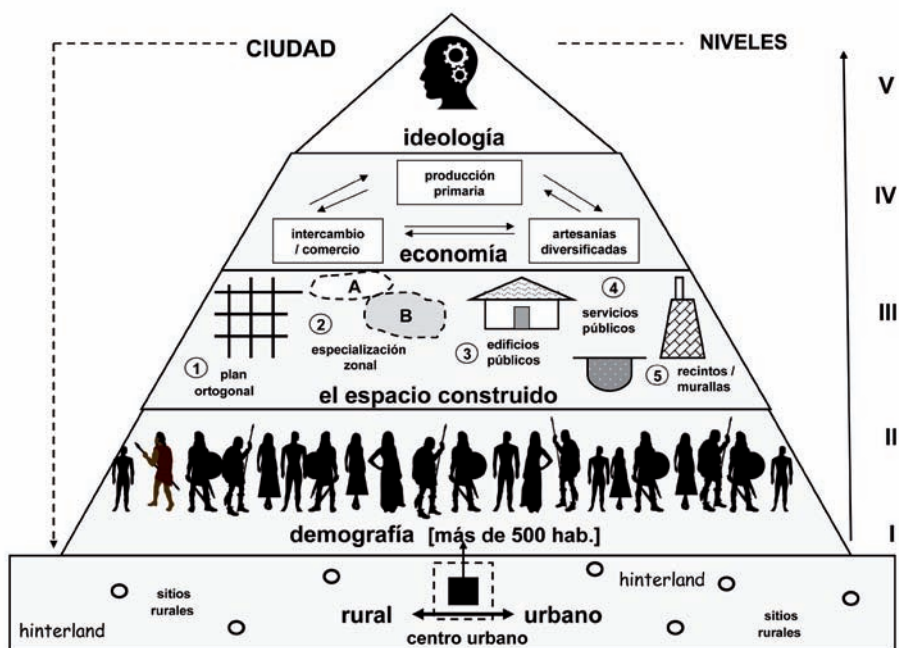 CIUDAD
NIVELES
V
ideología
IV
producción
primaria
intercambio
/ comercio
artesanías
diversificadas
economía
III
A
B
1
plan
ortogonal
2
especialización
zonal
3
edificios
públicos
4
servicios
públicos
5
recintos /
murallas
el espacio construido
II
demografía [más de 500 hab.]
I
hinterland
sitios
rurales
rural
urbano
centro urbano
hinterland
sitios
rurales